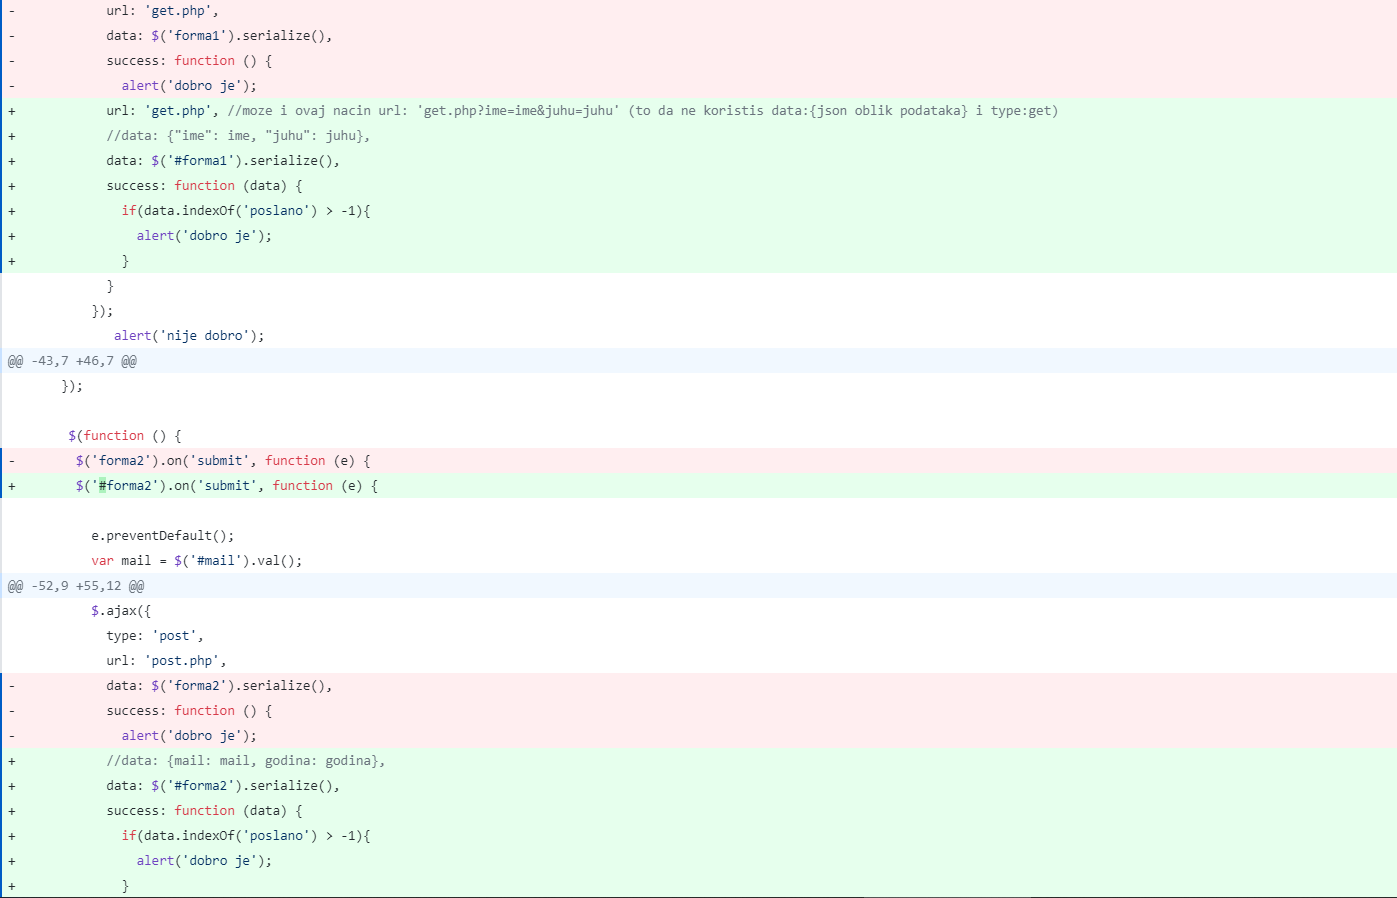 - url: 'get.php',
- data: $('forma1').serialize(),
- success: function () {
- alert('dobro je');
+ url: 'get.php', //moze i ovaj nacin url: 'get.php?ime=ime&juhu=juhu' (to da ne koristis data:{json oblik podataka} i type:get)
+ //data: {"ime": ime, "juhu": juhu},
+ data: $('#forma1').serialize(),
+ success: function (data) {
+ if(data.indexOf('poslano') > -1){
+ alert('dobro je');
+ }
}
});
alert('nije dobro');
@@ -43,7 +46,7 @@
});
$(function () {
- $('forma2').on('submit', function (e) {
+ $('#forma2').on('submit', function (e) {
e.preventDefault();
var mail = $('#mail').val();
@@ -52,9 +55,12 @@
$.ajax({
type: 'post',
url: 'post.php',
- data: $('forma2').serialize(),
- success: function () {
- alert('dobro je');
+ //data: {mail: mail, godina: godina},
+ data: $('#forma2').serialize(),
+ success: function (data) {
+ if(data.indexOf('poslano') > -1){
+ alert('dobro je');
+ }